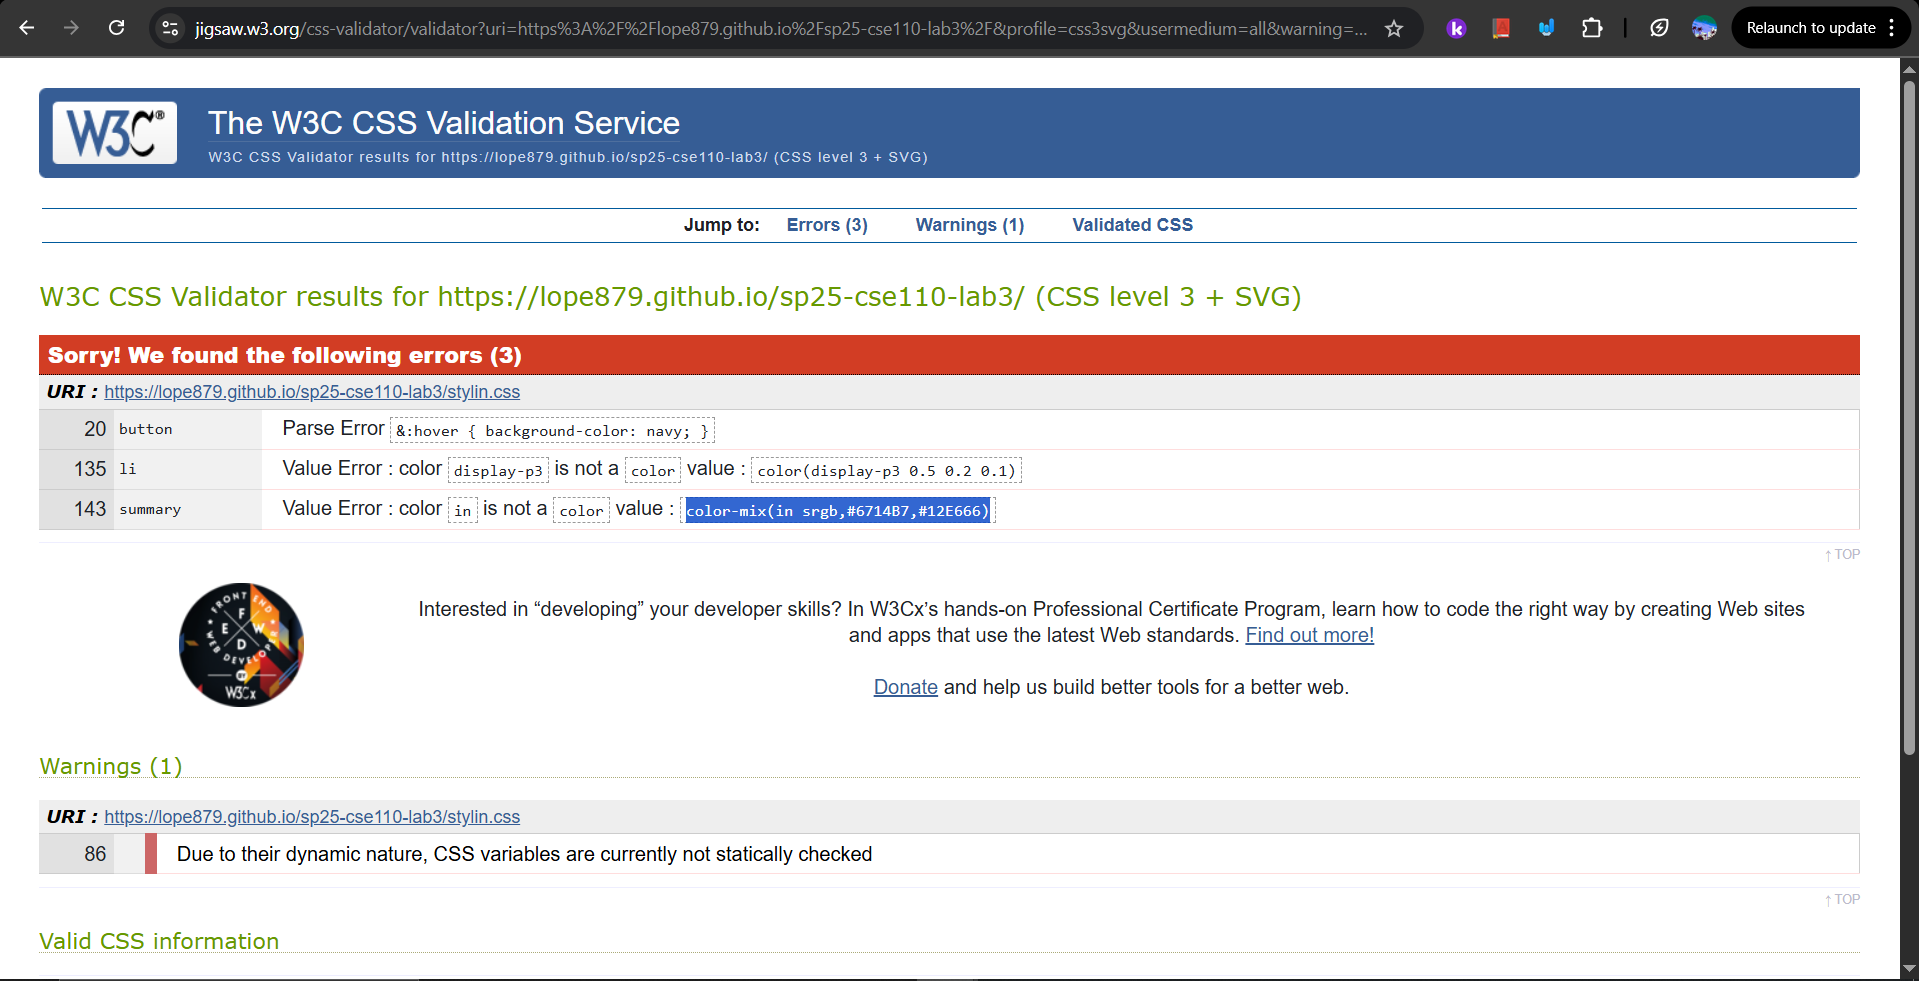 jigsaw.w3.org/css-validator/validator?uri=https%3A%2F%2Flope879.github.io%2Fsp25-cse110-lab3%2F&profile=css3svg&usermedium=all&warning=...
Relaunch to update
W3C®
The W3C CSS Validation Service
W3C CSS Validator results for https://lope879.github.io/sp25-cse110-lab3/ (CSS level 3 + SVG)
Jump to: Errors (3) Warnings (1) Validated CSS
W3C CSS Validator results for https://lope879.github.io/sp25-cse110-lab3/ (CSS level 3 + SVG)
Sorry! We found the following errors (3)
URI : https://lope879.github.io/sp25-cse110-lab3/stylin.css
20 button Parse Error &:hover { background-color: navy; }
135 li Value Error : color display-p3 is not a color value : color(display-p3 0.5 0.2 0.1)
143 summary Value Error : color in is not a color value : color-mix(in srgb,#6714B7,#12E666)
↑ TOP
FRONT END
F
E W
D
WEB DEVELOPER
BY
W3Cx
Interested in “developing” your developer skills? In W3Cx’s hands-on Professional Certificate Program, learn how to code the right way by creating Web sites
and apps that use the latest Web standards. Find out more!
Donate and help us build better tools for a better web.
Warnings (1)
URI : https://lope879.github.io/sp25-cse110-lab3/stylin.css
86 Due to their dynamic nature, CSS variables are currently not statically checked
↑ TOP
Valid CSS information